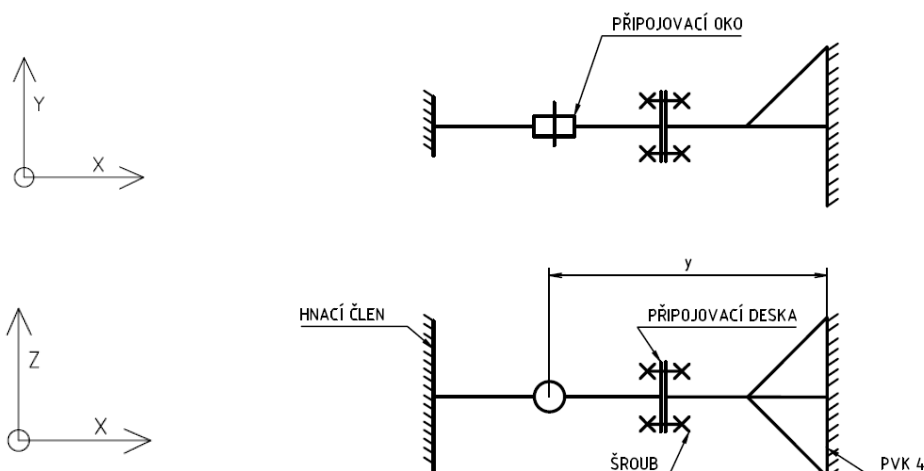 PŘIPOJOVACÍ OKO
Y
X
y
HNACÍ ČLEN
PŘIPOJOVACÍ DESKA
Z
X
ŠROUB
PVK 4